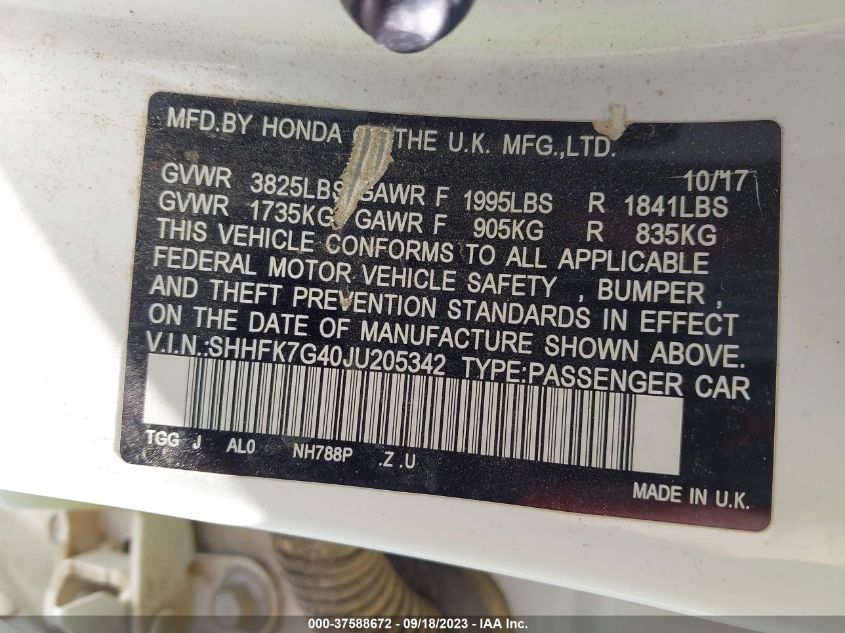 MFD.BY HONDA THE U.K. MFG.,LTD.
10/17
GVWR 3825LBS GAWR F 1995LBS R 1841LBS
GVWR 1735KG GAWR F 905KG R 835KG
THIS VEHICLE CONFORMS TO ALL APPLICABLE
FEDERAL MOTOR VEHICLE SAFETY , BUMPER ,
AND THEFT PREVENTION STANDARDS IN EFFECT
ON THE DATE OF MANUFACTURE SHOWN ABOVE.
V.I.N.:SHHFK7G40JU205342 TYPE:PASSENGER CAR
TGG J AL0 NH788P .Z .U
MADE IN U.K.
000-37588672 - 09/18/2023 - IAA Inc.